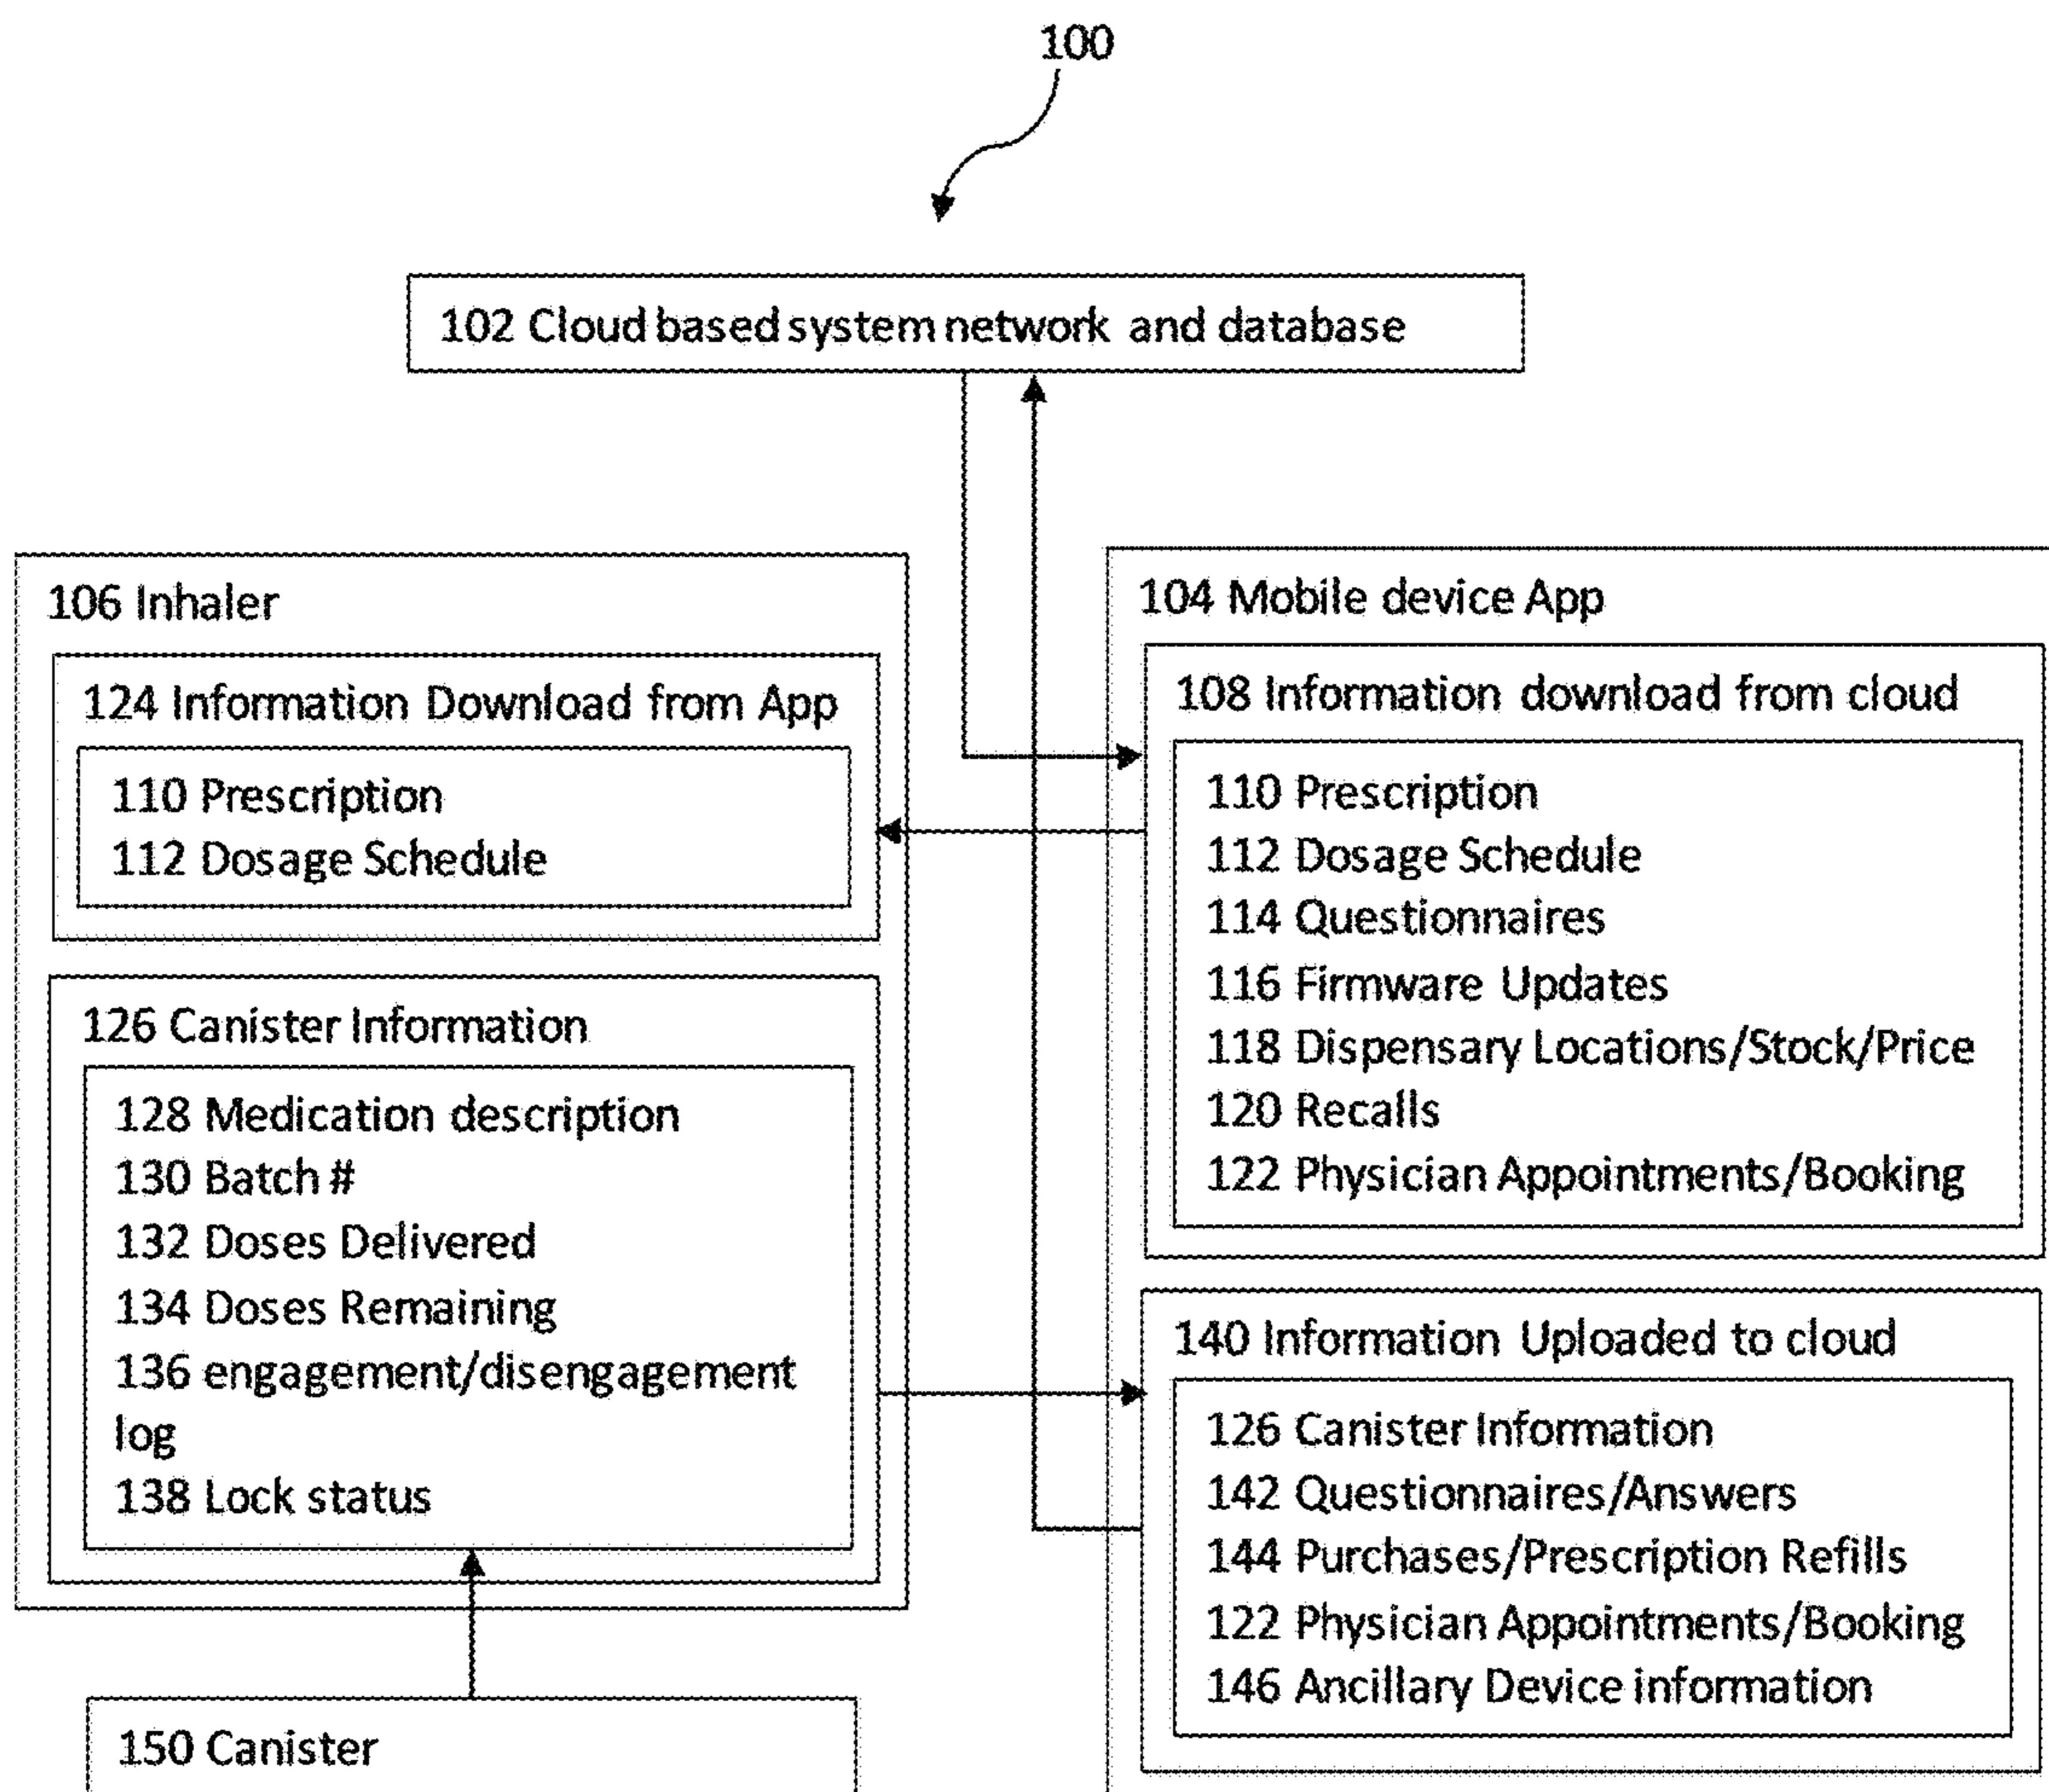 100
102 Cloud based system network and database
106 Inhaler
124 Information Download from App
110 Prescription
112 Dosage Schedule
126 Canister Information
128 Medication description
130 Batch #
132 Doses Delivered
134 Doses Remaining
136 engagement/disengagement
log
138 Lock status
150 Canister
104 Mobile device App
108 Information download from cloud
110 Prescription
112 Dosage Schedule
114 Questionnaires
116 Firmware Updates
118 Dispensary Locations/Stock/Price
120 Recalls
122 Physician Appointments/Booking
140 Information Uploaded to cloud
126 Canister Information
142 Questionnaires/Answers
144 Purchases/Prescription Refills
122 Physician Appointments/Booking
146 Ancillary Device information